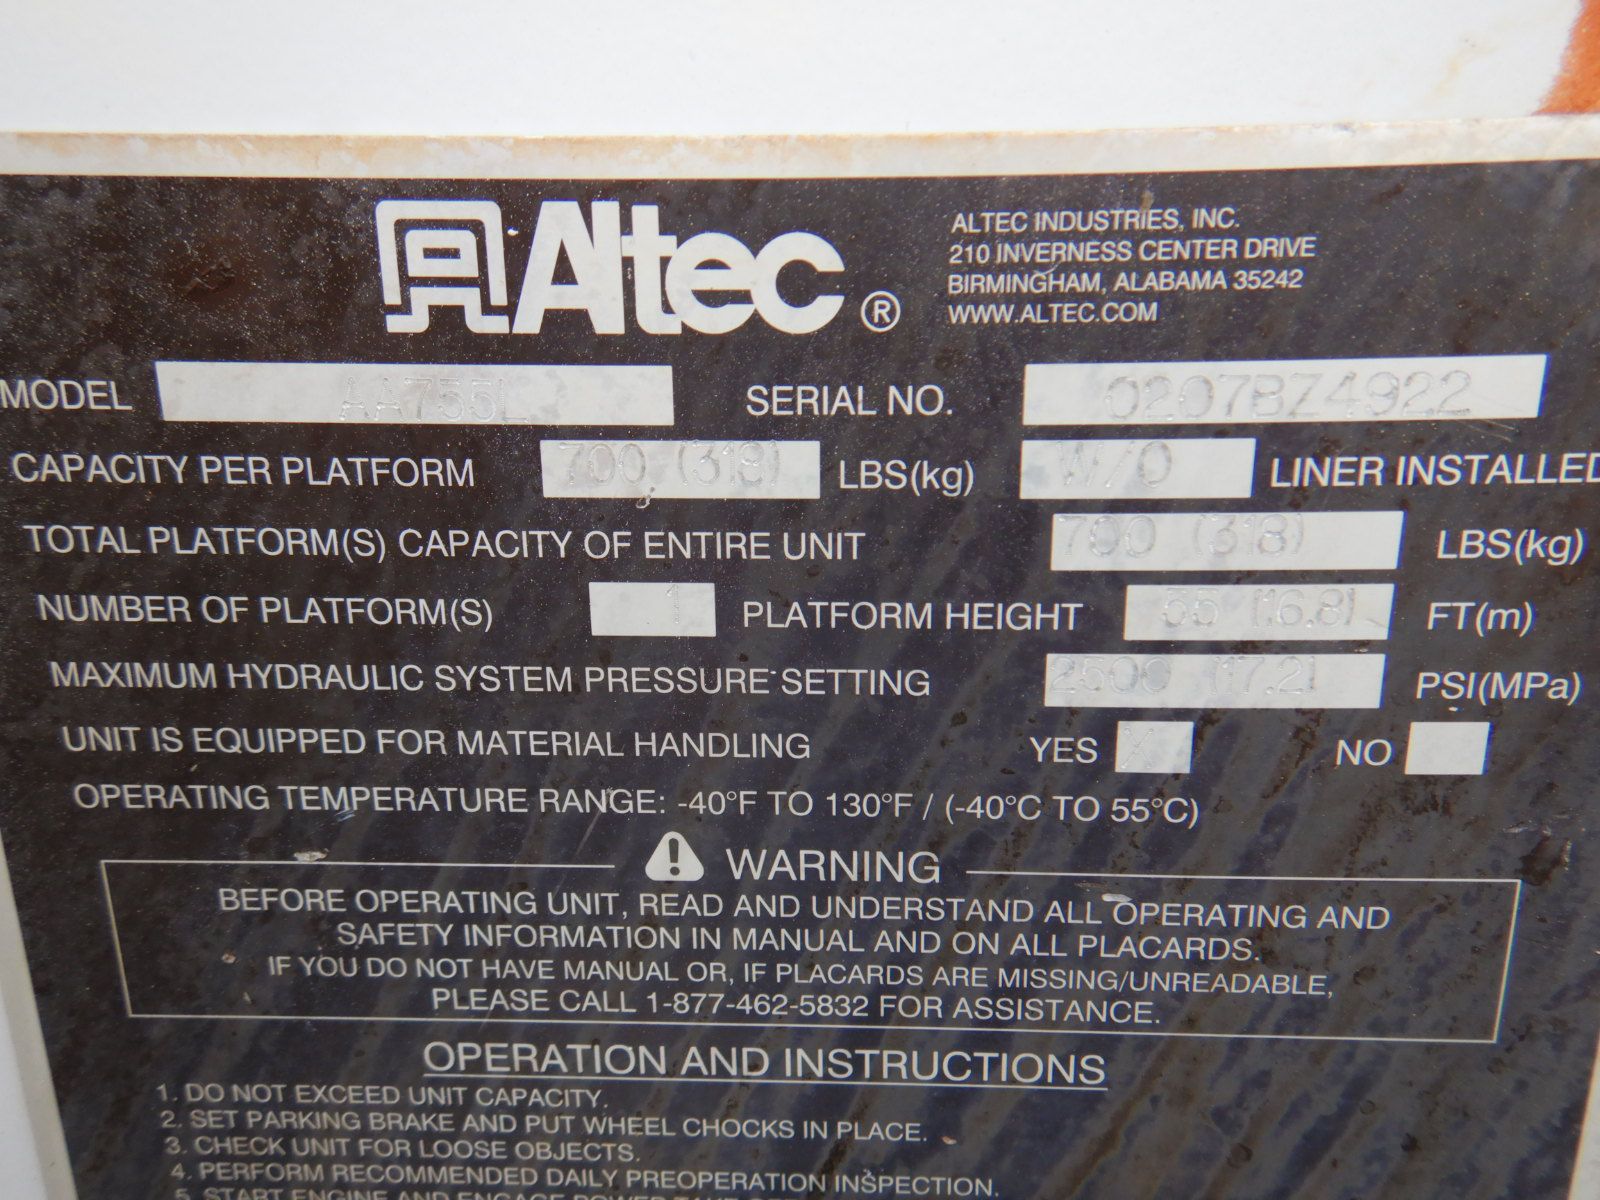 Altec ®
ALTEC INDUSTRIES, INC.
210 INVERNESS CENTER DRIVE
BIRMINGHAM, ALABAMA 35242
WWW.ALTEC.COM
MODEL AA755L SERIAL NO. 0207BZ4922
CAPACITY PER PLATFORM 700 (318) LBS(kg) W/O LINER INSTALLED
TOTAL PLATFORM(S) CAPACITY OF ENTIRE UNIT 700 (318) LBS(kg)
NUMBER OF PLATFORM(S) 1 PLATFORM HEIGHT 55 (16.8) FT(m)
MAXIMUM HYDRAULIC SYSTEM PRESSURE SETTING 2500 (17.2) PSI(MPa)
UNIT IS EQUIPPED FOR MATERIAL HANDLING YES X NO
OPERATING TEMPERATURE RANGE: -40°F TO 130°F / (-40°C TO 55°C)
WARNING
BEFORE OPERATING UNIT, READ AND UNDERSTAND ALL OPERATING AND
SAFETY INFORMATION IN MANUAL AND ON ALL PLACARDS.
IF YOU DO NOT HAVE MANUAL OR, IF PLACARDS ARE MISSING/UNREADABLE,
PLEASE CALL 1-877-462-5832 FOR ASSISTANCE.
OPERATION AND INSTRUCTIONS
1. DO NOT EXCEED UNIT CAPACITY.
2. SET PARKING BRAKE AND PUT WHEEL CHOCKS IN PLACE.
3. CHECK UNIT FOR LOOSE OBJECTS.
4. PERFORM RECOMMENDED DAILY PREOPERATION INSPECTION.
5. START ENGINE AND ENGAGE POWER